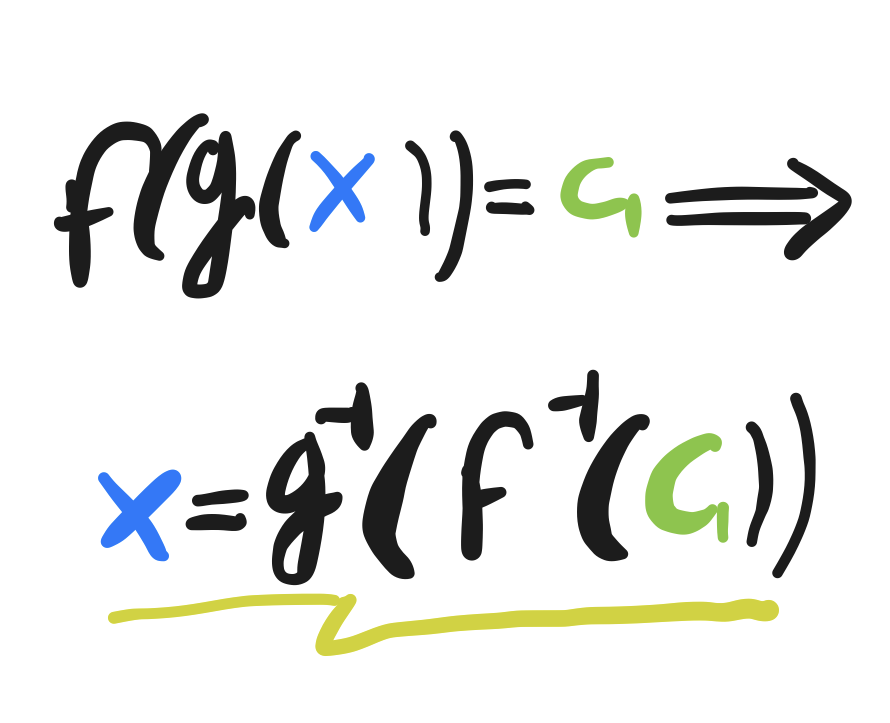 f(g(x)) = G ⇒
x = g⁻¹(f⁻¹(G))